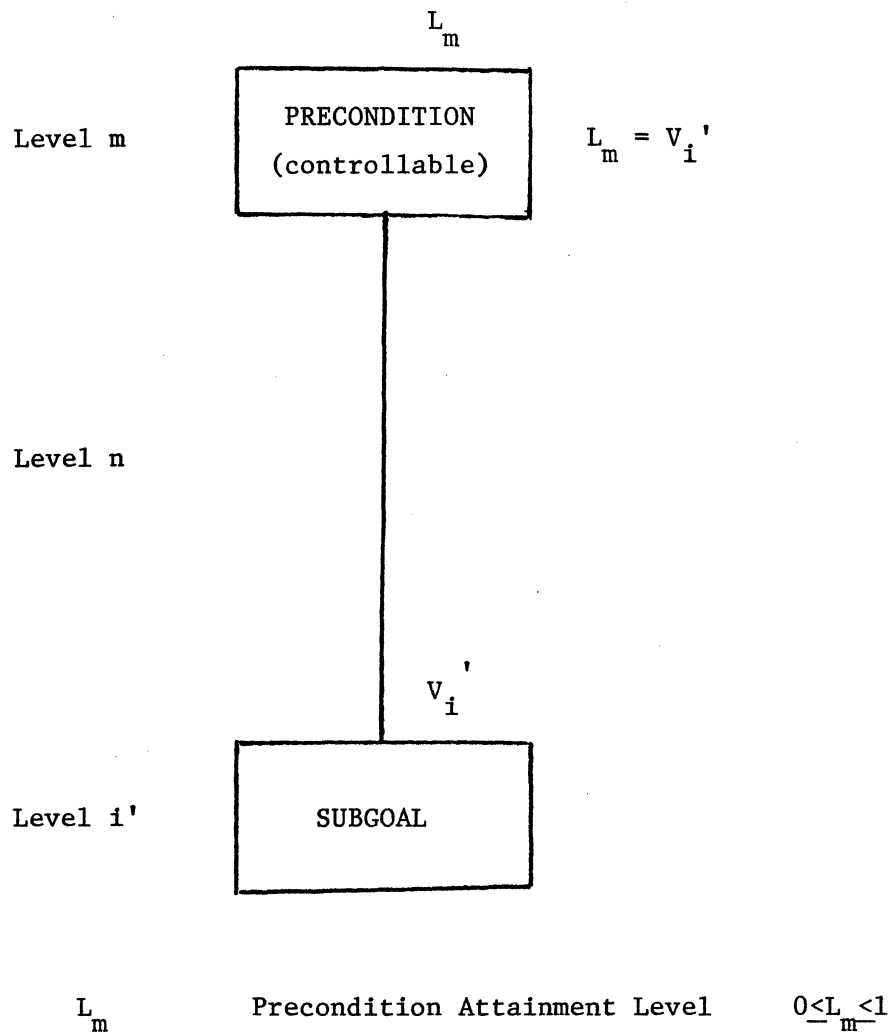 L_m
PRECONDITION
Level m
L_m = V_i'
(controllable)
Level n
V_i'
Level i'
SUBGOAL
L_m Precondition Attainment Level 0≤L_m≤1